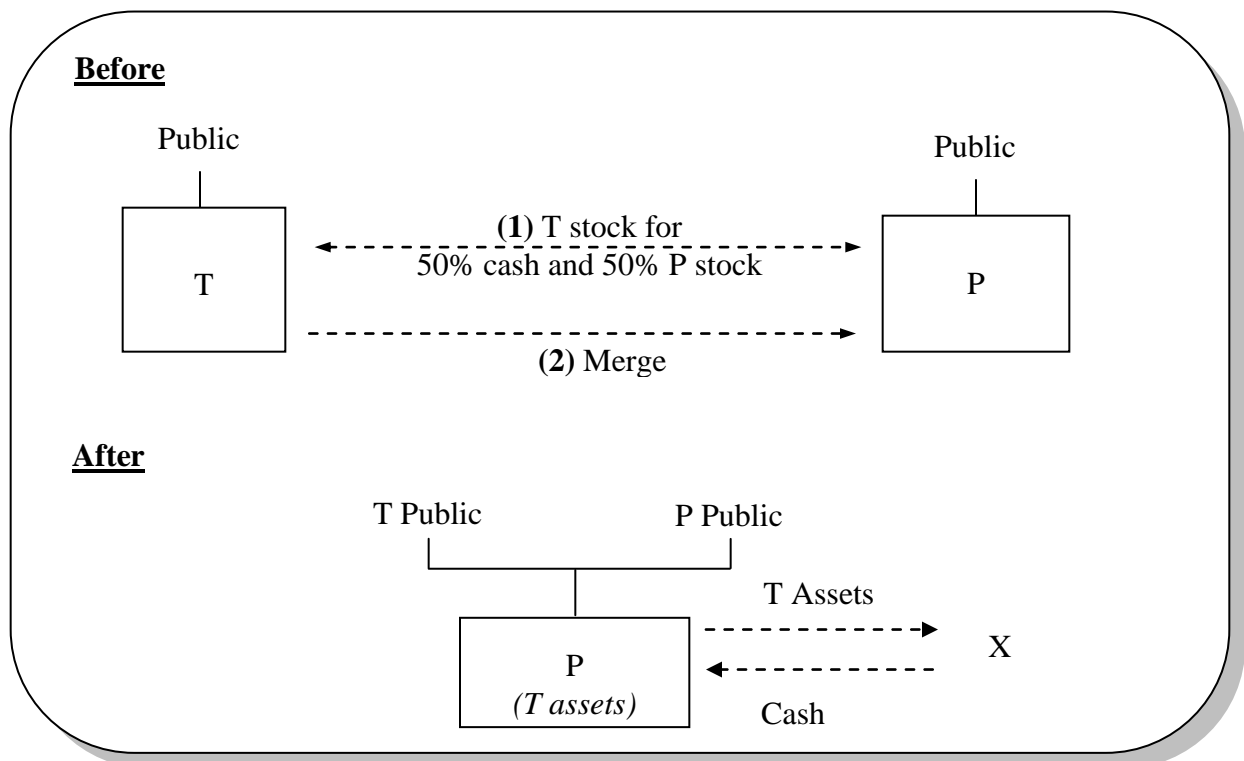 Before
Public
Public
(1) T stock for
50% cash and 50% P stock
T
P
(2) Merge
After
T Public
P Public
T Assets
X
P
(T assets)
Cash